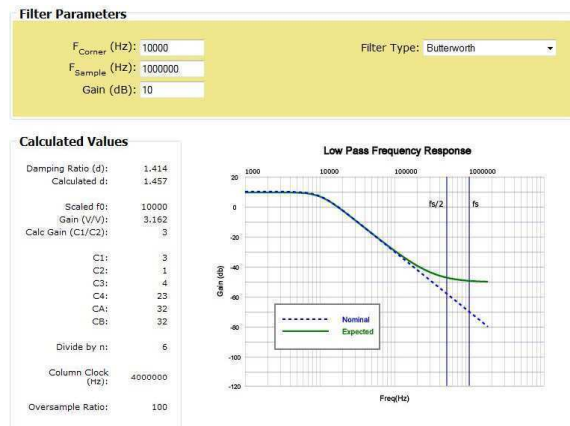 Filter Parameters
F_Corner (Hz): 10000
F_Sample (Hz): 1000000
Gain (dB): 10
Filter Type: Butterworth
Calculated Values
Damping Ratio (d): 1.414
Calculated d: 1.457
Scaled f0: 10000
Gain (V/V): 3.162
Calc Gain (C1/C2): 3
C1: 3
C2: 1
C3: 4
C4: 23
CA: 32
CB: 32
Divide by n: 6
Column Clock
(Hz): 4000000
Oversample Ratio: 100
Low Pass Frequency Response
1000 10000 100000 1000000
20
0
-20
-40
-60
-80
-100
-120
Gain (db)
fs/2 fs
Nominal
Expected
Freq(Hz)